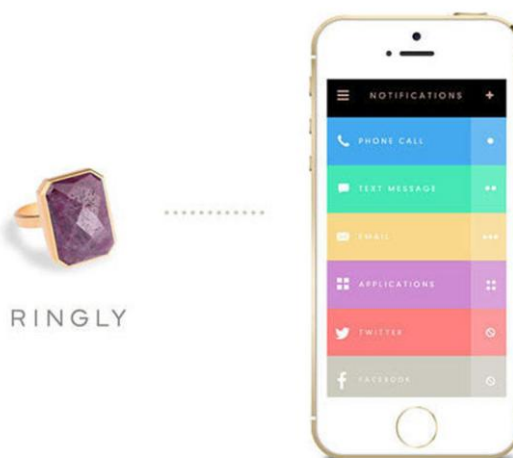 NOTIFICATIONS
PHONE CALL
TEXT MESSAGE
EMAIL
APPLICATIONS
TWITTER
FACEBOOK
RINGLY